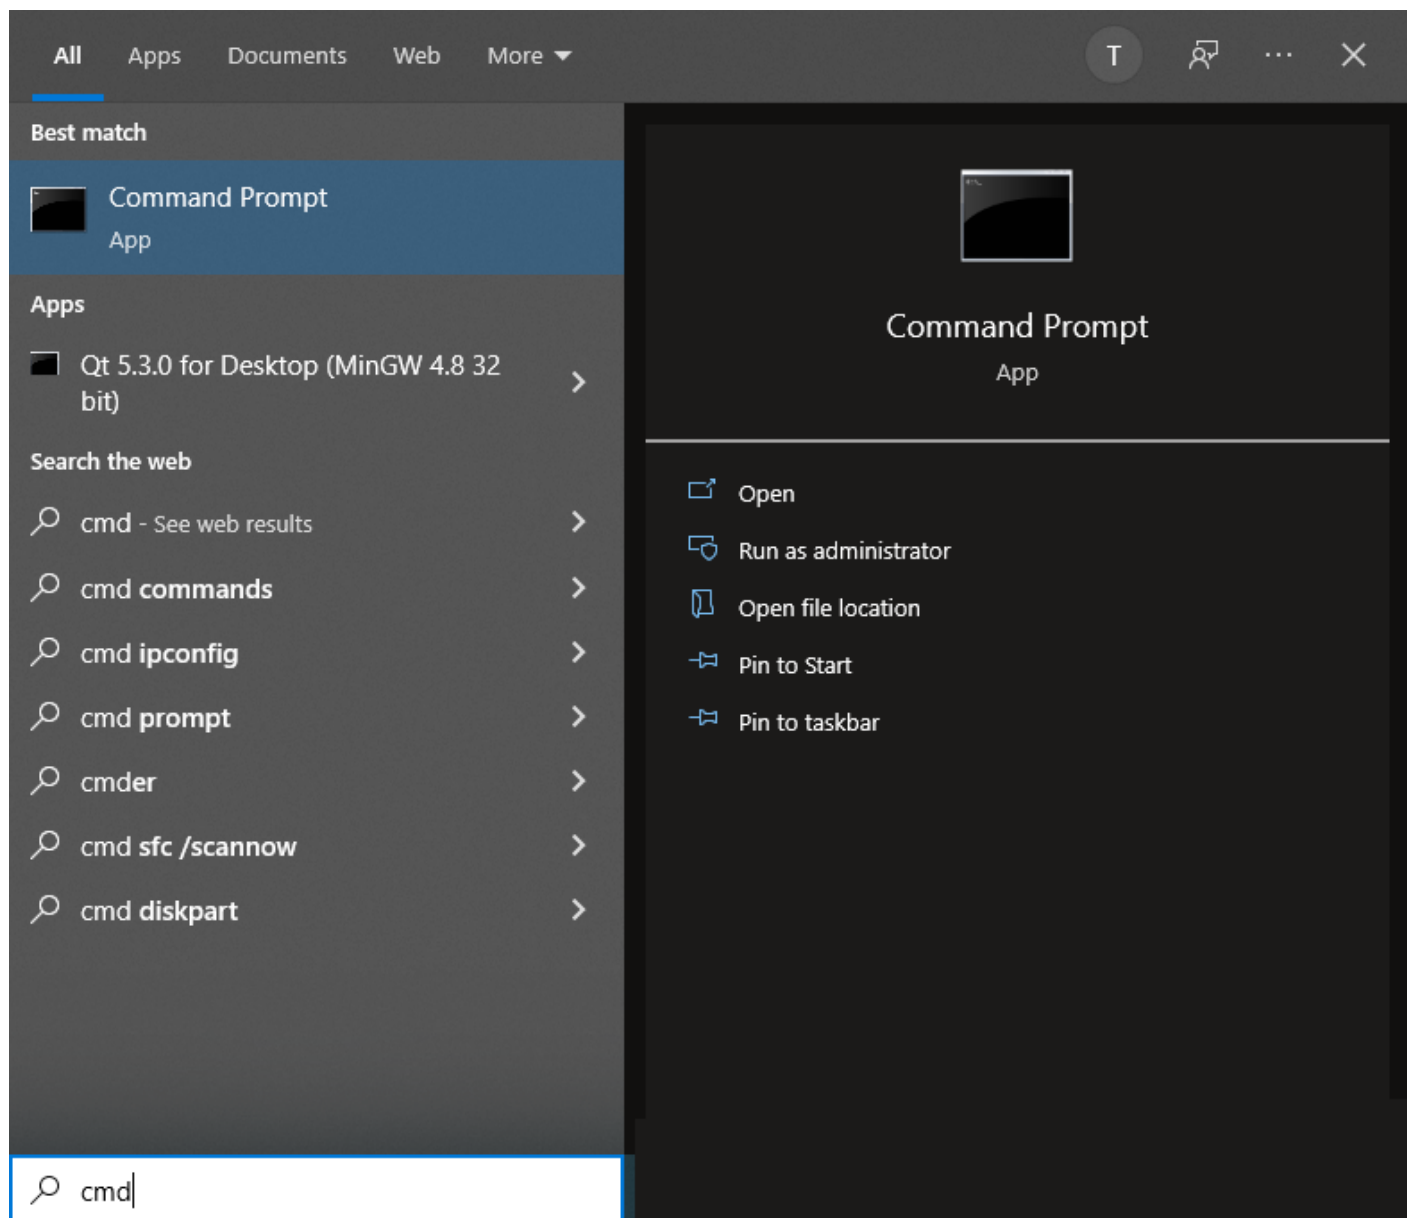 All Apps Documents Web More T
Best match
Command Prompt
App
Apps
Qt 5.3.0 for Desktop (MinGW 4.8 32
bit)
Search the web
cmd - See web results
cmd commands
cmd ipconfig
cmd prompt
cmder
cmd sfc /scannow
cmd diskpart
cmd
Command Prompt
App
Open
Run as administrator
Open file location
Pin to Start
Pin to taskbar